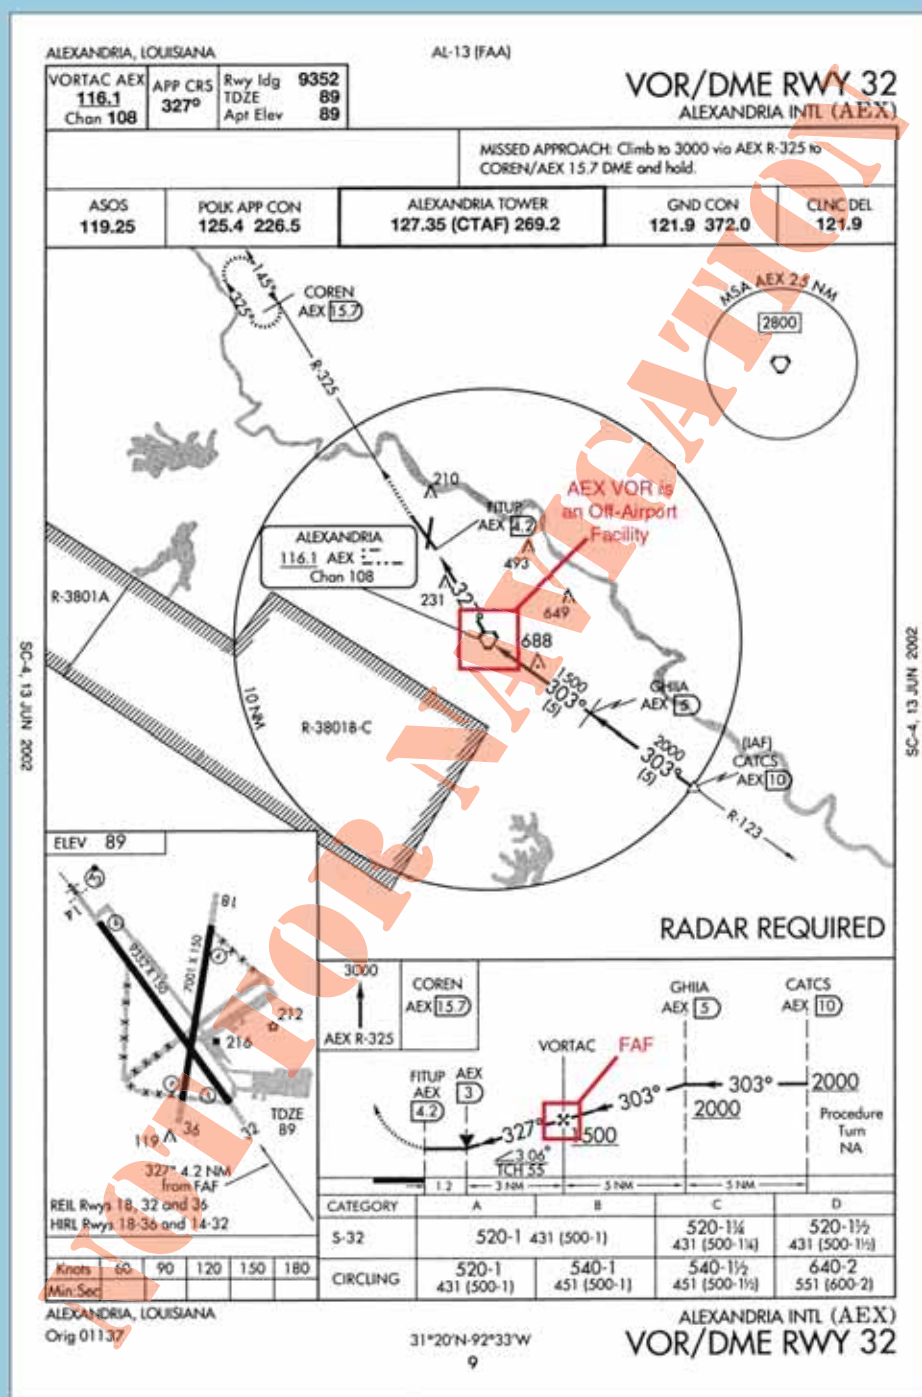 ALEXANDRIA, LOUISIANA
AL-13 (FAA)
VORTAC AEX
116.1
Chan 108
APP CRS
327°
Rwy ldg 9352
TDZE 89
Apt Elev 89
VOR/DME RWY 32
ALEXANDRIA INTL (AEX)
MISSED APPROACH: Climb to 3000 via AEX R-325 to
COREN/AEX 15.7 DME and hold.
ASOS
119.25
POLK APP CON
125.4 226.5
ALEXANDRIA TOWER
127.35 (CTAF) 269.2
GND CON
121.9 372.0
CLNC DEL
121.9
145°
325°
COREN
AEX 15.7
MSA AEX 25 NM
2800
R-325
210
FITUP
AEX 4.2
AEX VOR is
an Off-Airport
Facility
ALEXANDRIA
116.1 AEX
Chan 108
493
231
327°
649
R-3801A
688
1500
303°
(5)
GHIIA
AEX 5
10 NM
R-3801B-C
2000
303°
(5)
(IAF)
CATCS
AEX 10
R-123
SC-4, 13 JUN 2002
SC-4, 13 JUN 2002
NOT FOR NAVIGATION
RADAR REQUIRED
ELEV 89
14
18
9352 X 150
7001 X 150
212
216
TDZE
89
119
36
32
327° 4.2 NM
from FAF
REIL Rwys 18, 32 and 36
HIRL Rwys 18-36 and 14-32
Knots 60 90 120 150 180
Min:Sec
3000
AEX R-325
COREN
AEX 15.7
GHIIA
AEX 5
CATCS
AEX 10
VORTAC
FAF
FITUP
AEX
4.2
AEX
3
303°
303°
2000
2000
327°
1500
3.06°
TCH 55
Procedure
Turn
NA
1.2
3 NM
5 NM
5 NM
CATEGORY A B C D
S-32
520-1 431 (500-1)
520-1¼
431 (500-1¼)
520-1½
431 (500-1½)
CIRCLING
520-1
431 (500-1)
540-1
451 (500-1)
540-1½
451 (500-1½)
640-2
551 (600-2)
ALEXANDRIA, LOUISIANA
Orig 01137
31°20'N-92°33'W
9
ALEXANDRIA INTL (AEX)
VOR/DME RWY 32